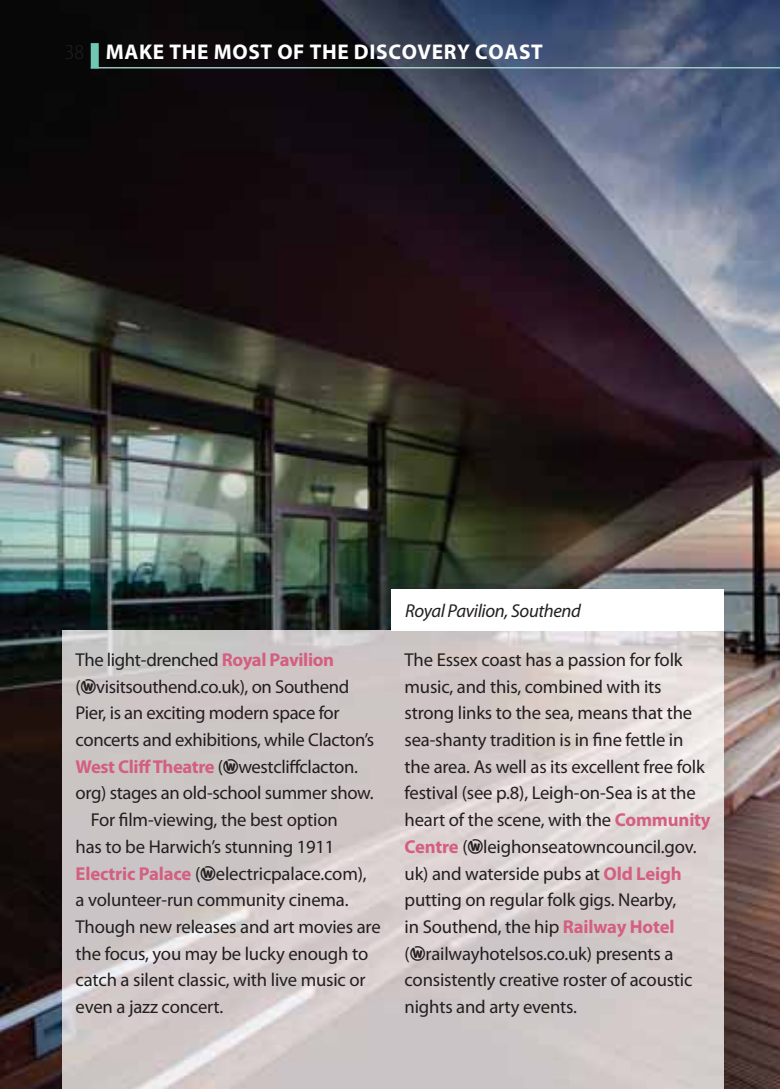 38 MAKE THE MOST OF THE DISCOVERY COAST
Royal Pavilion, Southend
The light-drenched Royal Pavilion
(Ⓦvisitsouthend.co.uk), on Southend
Pier, is an exciting modern space for
concerts and exhibitions, while Clacton’s
West Cliff Theatre (Ⓦwestcliffclacton.
org) stages an old-school summer show.
For film-viewing, the best option
has to be Harwich’s stunning 1911
Electric Palace (Ⓦelectricpalace.com),
a volunteer-run community cinema.
Though new releases and art movies are
the focus, you may be lucky enough to
catch a silent classic, with live music or
even a jazz concert.
The Essex coast has a passion for folk
music, and this, combined with its
strong links to the sea, means that the
sea-shanty tradition is in fine fettle in
the area. As well as its excellent free folk
festival (see p.8), Leigh-on-Sea is at the
heart of the scene, with the Community
Centre (Ⓦleighonseatowncouncil.gov.
uk) and waterside pubs at Old Leigh
putting on regular folk gigs. Nearby,
in Southend, the hip Railway Hotel
(Ⓦrailwayhotelsos.co.uk) presents a
consistently creative roster of acoustic
nights and arty events.